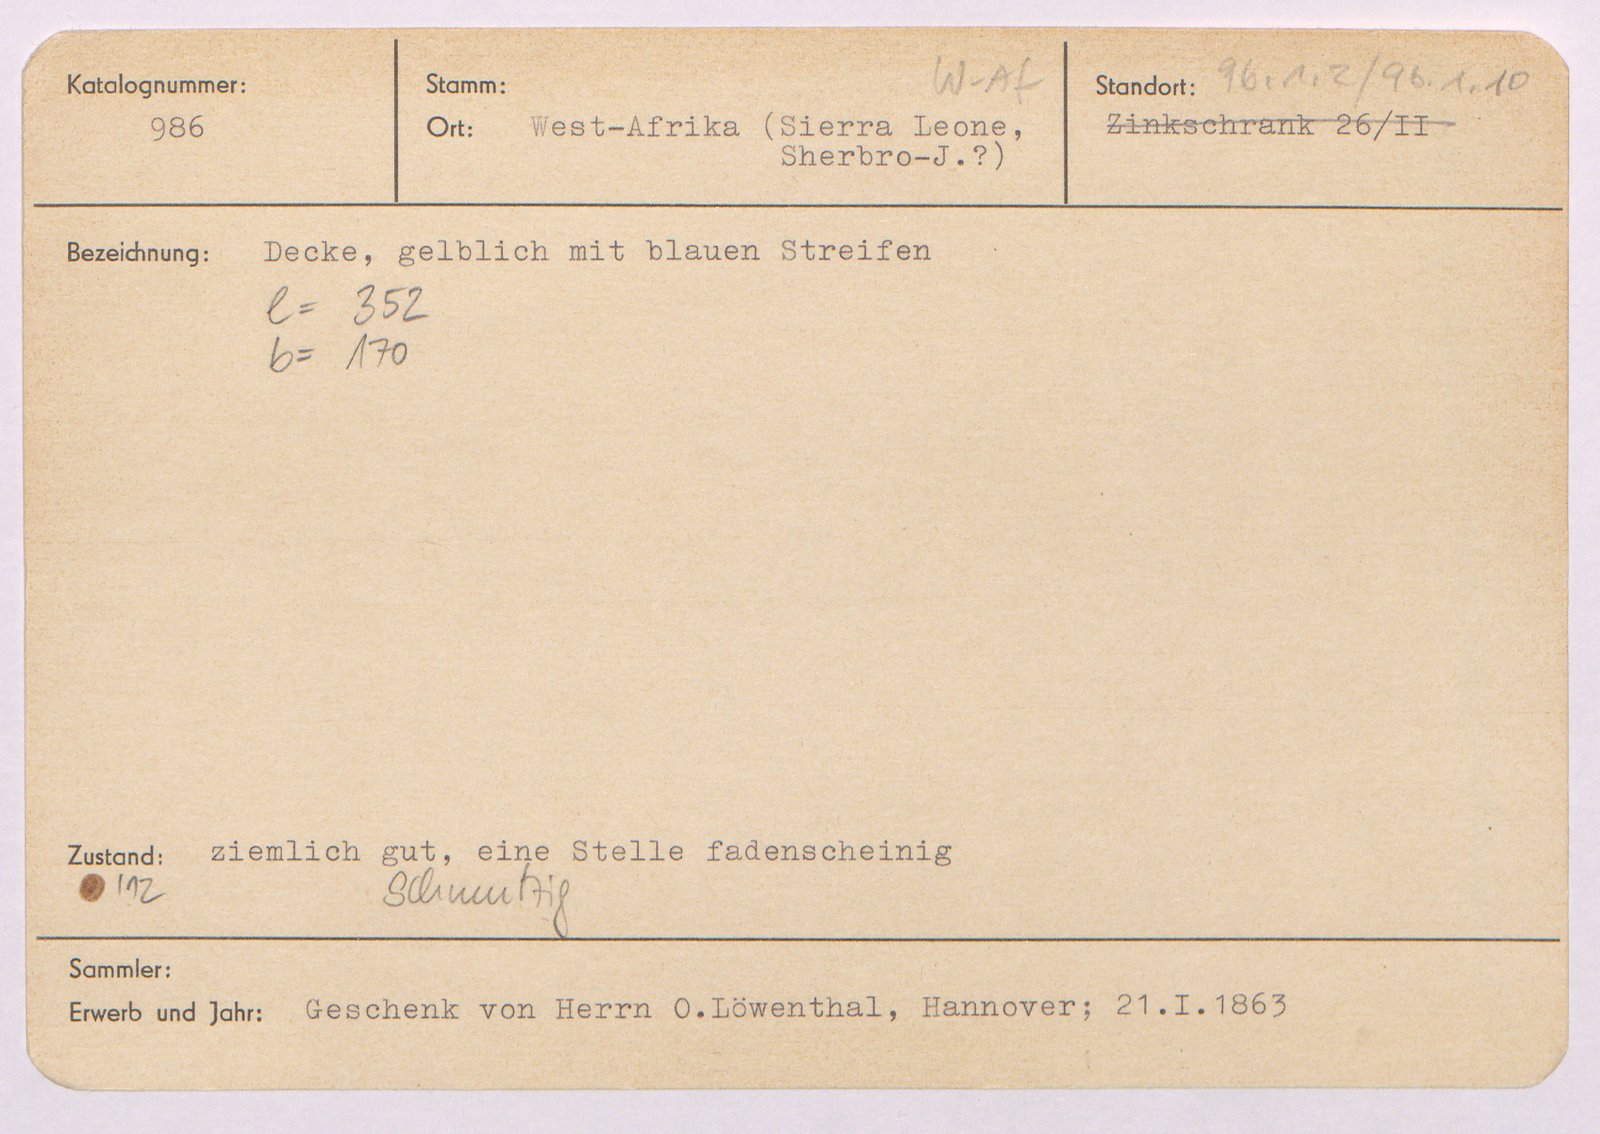 Katalognummer:
986
Stamm:
W-Af
Ort: West-Afrika (Sierra Leone,
Sherbro-J.?)
Standort: 96.1.2/96.1.10
Zinkschrank 26/II
Bezeichnung: Decke, gelblich mit blauen Streifen
l= 352
b= 170
Zustand: ziemlich gut, eine Stelle fadenscheinig
schmutzig
Sammler:
Erwerb und Jahr: Geschenk von Herrn O.Löwenthal, Hannover; 21.I.1863